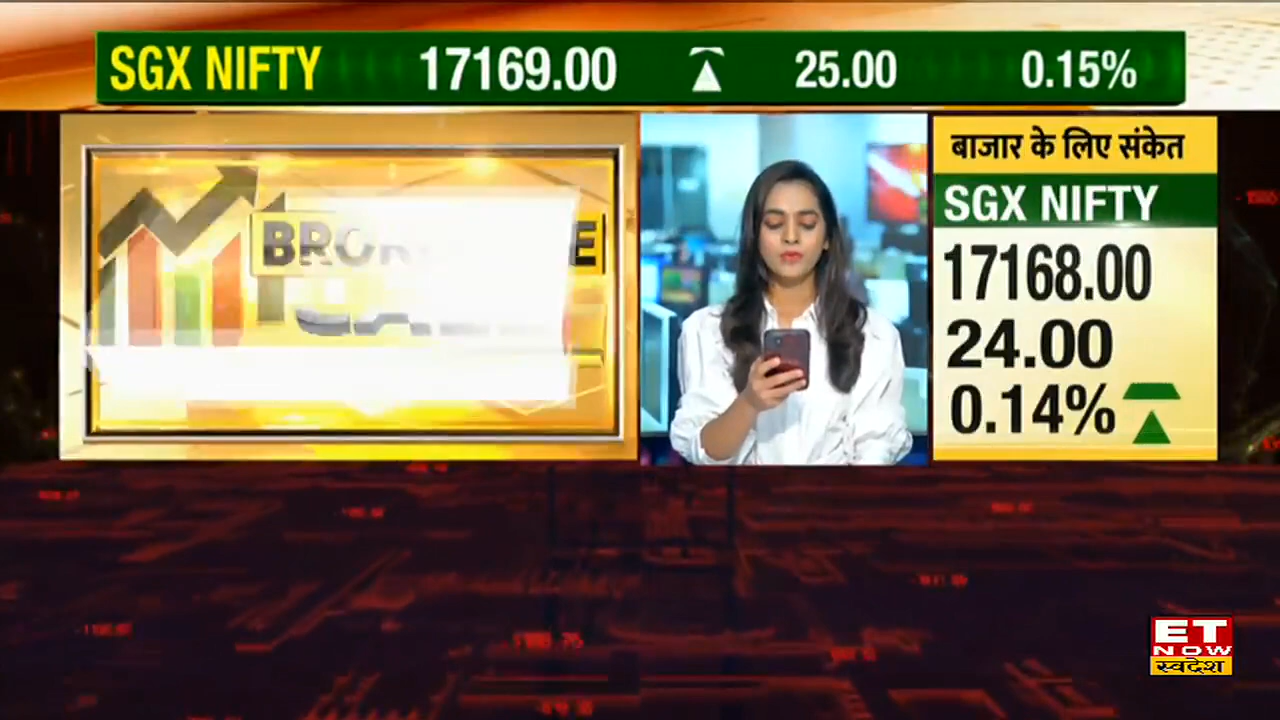 SGX NIFTY 17169.00 25.00 0.15%
बाजार के लिए संकेत
SGX NIFTY
17168.00
24.00
0.14%
ET
NOW
स्वदेश